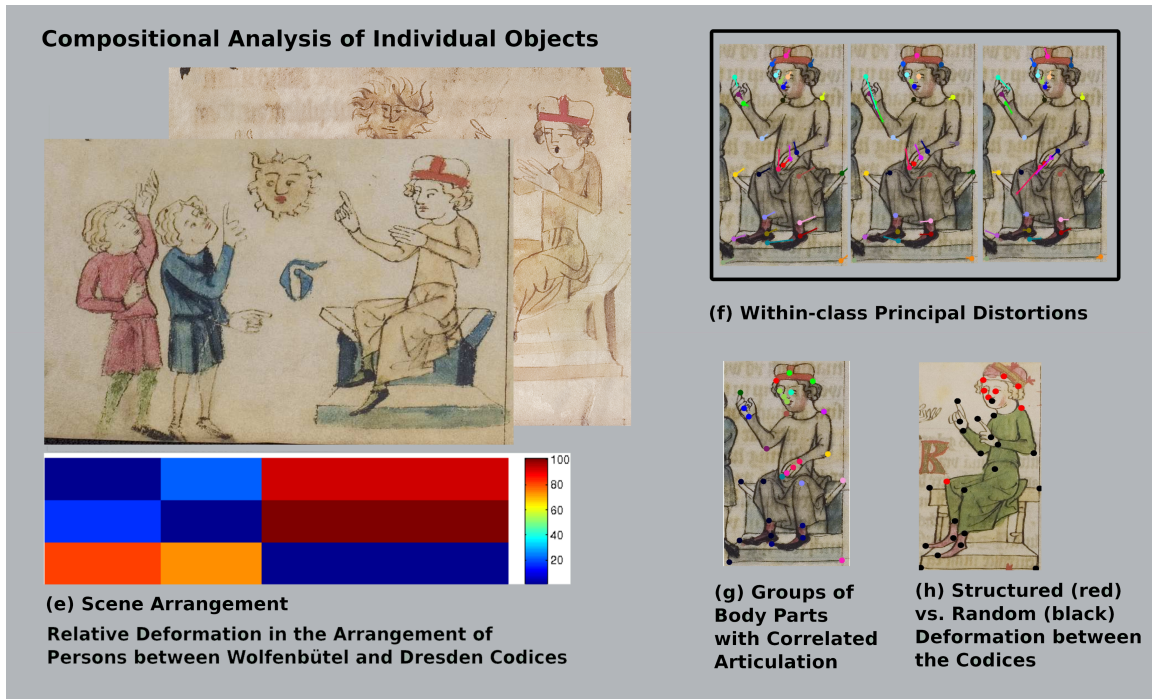 Compositional Analysis of Individual Objects
100
80
60
40
20
(e) Scene Arrangement
Relative Deformation in the Arrangement of
Persons between Wolfenbütel and Dresden Codices
(f) Within-class Principal Distortions
(g) Groups of
Body Parts
with Correlated
Articulation
(h) Structured (red)
vs. Random (black)
Deformation between
the Codices